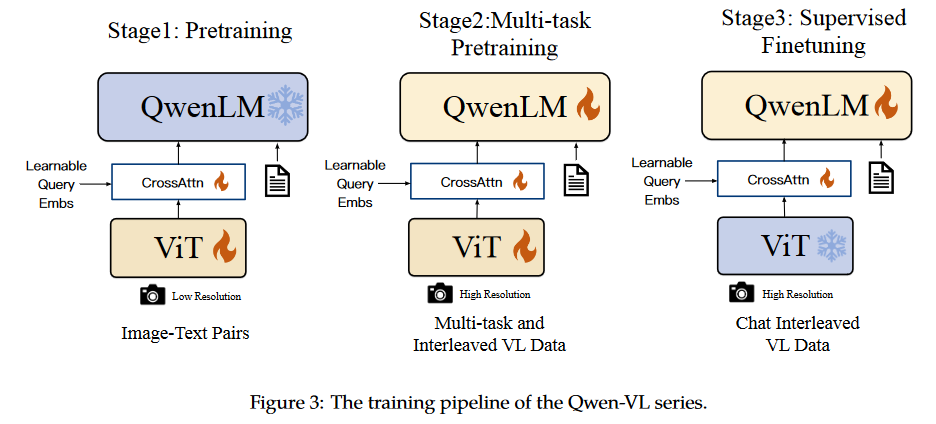 Stage1: Pretraining
QwenLM
Learnable
Query
Embs
CrossAttn
ViT
Low Resolution
Image-Text Pairs
Stage2:Multi-task
Pretraining
QwenLM
Learnable
Query
Embs
CrossAttn
ViT
High Resolution
Multi-task and
Interleaved VL Data
Stage3: Supervised
Finetuning
QwenLM
Learnable
Query
Embs
CrossAttn
ViT
High Resolution
Chat Interleaved
VL Data
Figure 3: The training pipeline of the Qwen-VL series.